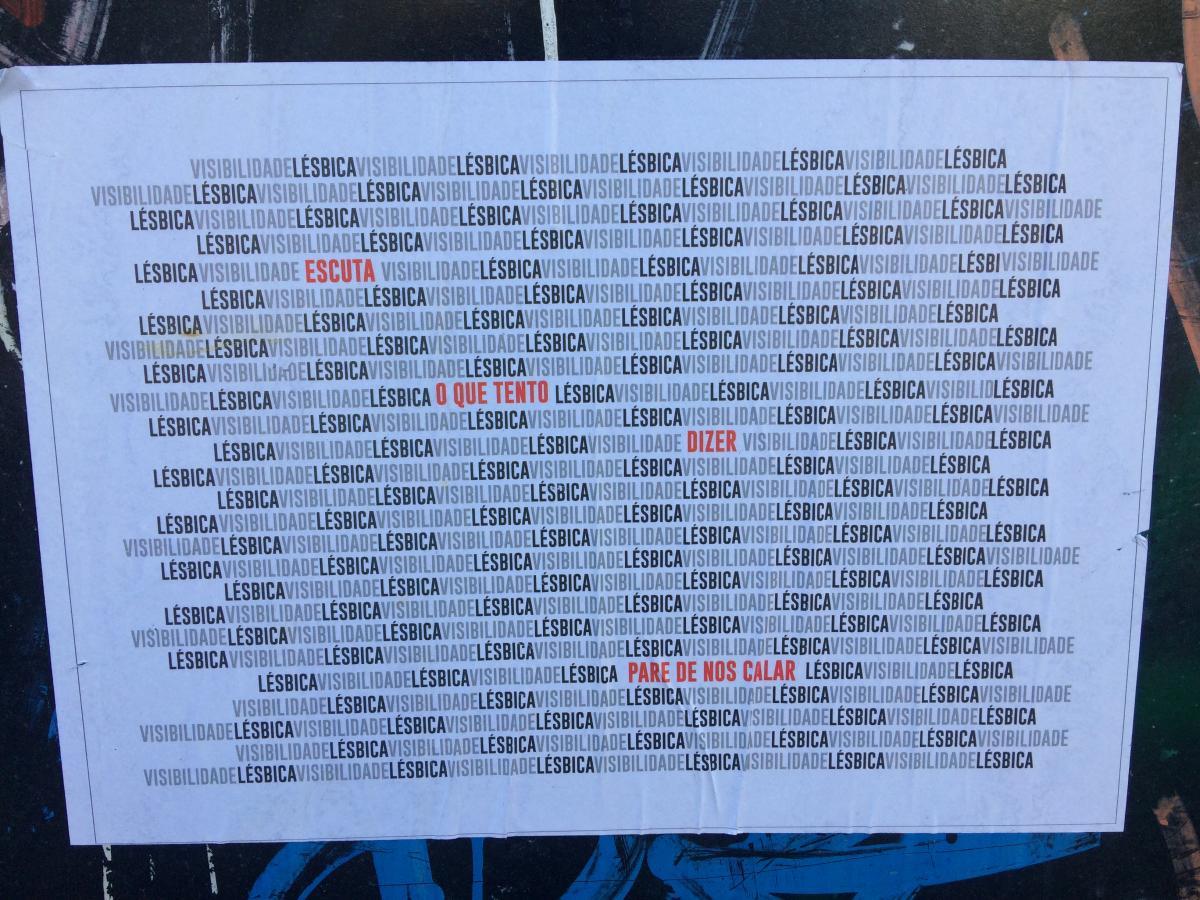 VISIBILIDADELÉSBICAVISIBILIDADELÉSBICAVISIBILIDADELÉSBICAVISIBILIDADELÉSBICAVISIBILIDADELÉSBICA
VISIBILIDADELÉSBICAVISIBILIDADELÉSBICAVISIBILIDADELÉSBICAVISIBILIDADELÉSBICAVISIBILIDADELÉSBICAVISIBILIDADELÉSBICA
LÉSBICAVISIBILIDADELÉSBICAVISIBILIDADELÉSBICAVISIBILIDADELÉSBICAVISIBILIDADELÉSBICAVISIBILIDADELÉSBICAVISIBILIDADE
LÉSBICAVISIBILIDADELÉSBICAVISIBILIDADELÉSBICAVISIBILIDADELÉSBICAVISIBILIDADELÉSBICAVISIBILIDADELÉSBICA
LÉSBICAVISIBILIDADE ESCUTA VISIBILIDADELÉSBICAVISIBILIDADELÉSBICAVISIBILIDADELÉSBICAVISIBILIDADELÉSBIVISIBILIDADE
LÉSBICAVISIBILIDADELÉSBICAVISIBILIDADELÉSBICAVISIBILIDADELÉSBICAVISIBILIDADELÉSBICAVISIBILIDADELÉSBICA
LÉSBICAVISIBILIDADELÉSBICAVISIBILIDADELÉSBICAVISIBILIDADELÉSBICAVISIBILIDADELÉSBICAVISIBILIDADELÉSBICA
VISIBILIDADELÉSBICAVISIBILIDADELÉSBICAVISIBILIDADELÉSBICAVISIBILIDADELÉSBICAVISIBILIDADELÉSBICAVISIBILIDADELÉSBICA
LÉSBICAVISIBILIDADELÉSBICAVISIBILIDADELÉSBICAVISIBILIDADELÉSBICAVISIBILIDADELÉSBICAVISIBILIDADELÉSBICAVISIBILIDADE
VISIBILIDADELÉSBICAVISIBILIDADELÉSBICA O QUE TENTO LÉSBICAVISIBILIDADELÉSBICAVISIBILIDADELÉSBICAVISIBILIDLÉSBICA
LÉSBICAVISIBILIDADELÉSBICAVISIBILIDADELÉSBICAVISIBILIDADELÉSBICAVISIBILIDADELÉSBICAVISIBILIDADELÉSBICAVISIBILIDADE
LÉSBICAVISIBILIDADELÉSBICAVISIBILIDADELÉSBICAVISIBILIDADE DIZER VISIBILIDADELÉSBICAVISIBILIDADELÉSBICA
LÉSBICAVISIBILIDADELÉSBICAVISIBILIDADELÉSBICAVISIBILIDADELÉSBICAVISIBILIDADELÉSBICAVISIBILIDADELÉSBICA
LÉSBICAVISIBILIDADELÉSBICAVISIBILIDADELÉSBICAVISIBILIDADELÉSBICAVISIBILIDADELÉSBICAVISIBILIDADELÉSBICA
LÉSBICAVISIBILIDADELÉSBICAVISIBILIDADELÉSBICAVISIBILIDADELÉSBICAVISIBILIDADELÉSBICAVISIBILIDADELÉSBICA
VISIBILIDADELÉSBICAVISIBILIDADELÉSBICAVISIBILIDADELÉSBICAVISIBILIDADELÉSBICAVISIBILIDADELÉSBICAVISIBILIDADELÉSBICA
LÉSBICAVISIBILIDADELÉSBICAVISIBILIDADELÉSBICAVISIBILIDADELÉSBICAVISIBILIDADELÉSBICAVISIBILIDADELÉSBICAVISIBILIDADE
LÉSBICAVISIBILIDADELÉSBICAVISIBILIDADELÉSBICAVISIBILIDADELÉSBICAVISIBILIDADELÉSBICAVISIBILIDADELÉSBICA
LÉSBICAVISIBILIDADELÉSBICAVISIBILIDADELÉSBICAVISIBILIDADELÉSBICAVISIBILIDADELÉSBICAVISIBILIDADELÉSBICA
VISIBILIDADELÉSBICAVISIBILIDADELÉSBICAVISIBILIDADELÉSBICAVISIBILIDADELÉSBICAVISIBILIDADELÉSBICAVISIBILIDADELÉSBICA
LÉSBICAVISIBILIDADELÉSBICAVISIBILIDADELÉSBICAVISIBILIDADELÉSBICAVISIBILIDADELÉSBICAVISIBILIDADELÉSBICAVISIBILIDADE
LÉSBICAVISIBILIDADELÉSBICAVISIBILIDADELÉSBICA PARE DE NOS CALAR LÉSBICAVISIBILIDADELÉSBICA
VISIBILIDADELÉSBICAVISIBILIDADELÉSBICAVISIBILIDADELÉSBICAVISIBILIDADELÉSBICAVISIBILIDADELÉSBICAVISIBILIDADE
VISIBILIDADELÉSBICAVISIBILIDADELÉSBICAVISIBILIDADELÉSBICAVISIBILIDADELÉSBICAVISIBILIDADELÉSBICAVISIBILIDADELÉSBICA
VISIBILIDADELÉSBICAVISIBILIDADELÉSBICAVISIBILIDADELÉSBICAVISIBILIDADELÉSBICAVISIBILIDADELÉSBICAVISIBILIDADE
VISIBILIDADELÉSBICAVISIBILIDADELÉSBICAVISIBILIDADELÉSBICAVISIBILIDADELÉSBICAVISIBILIDADELÉSBICAVISIBILIDADELÉSBICA